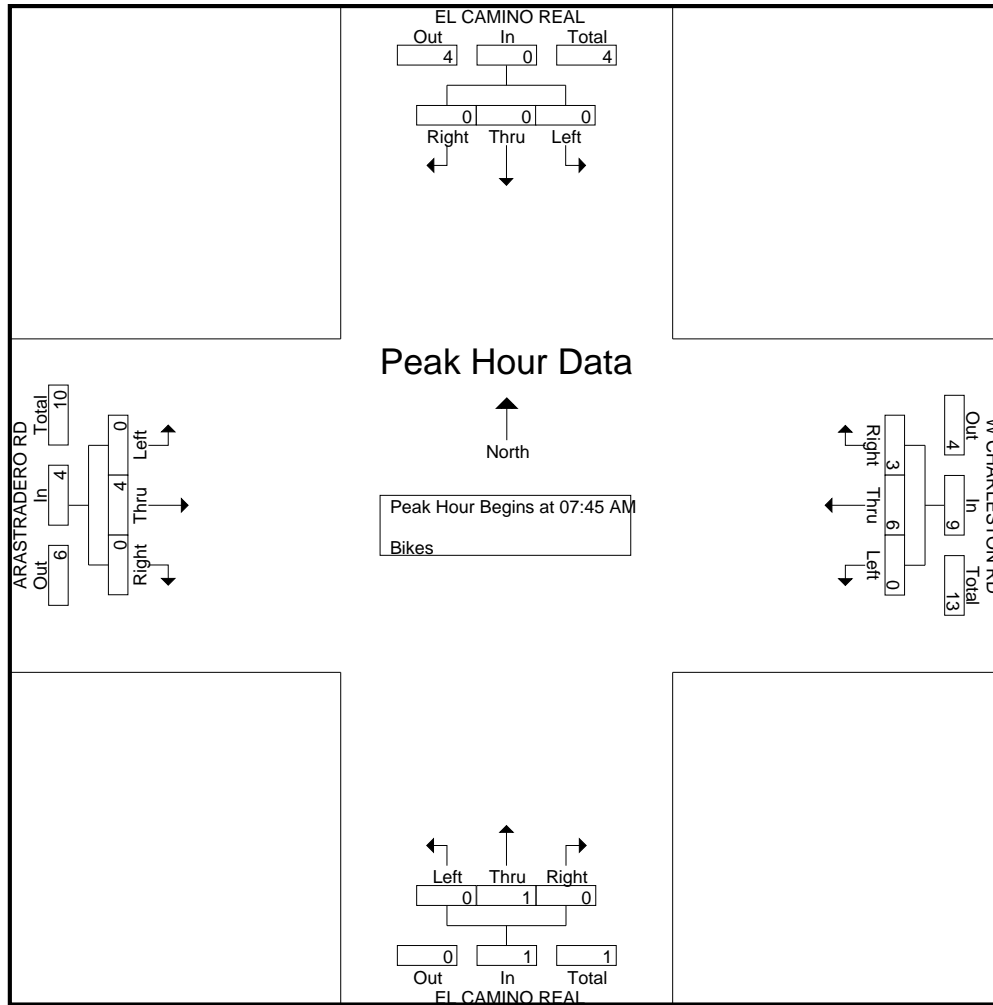 EL CAMINO REAL
Out In Total
4 0 4
0 0 0
Right Thru Left
Peak Hour Data
North
Peak Hour Begins at 07:45 AM
Bikes
ARASTRADERO RD
Total In Out
10 4 6
0 4 0
Left Thru Right
W CHARLESTON RD
Out In Total
4 9 13
3 6 0
Right Thru Left
Left Thru Right
0 1 0
0 1 1
Out In Total
EL CAMINO REAL